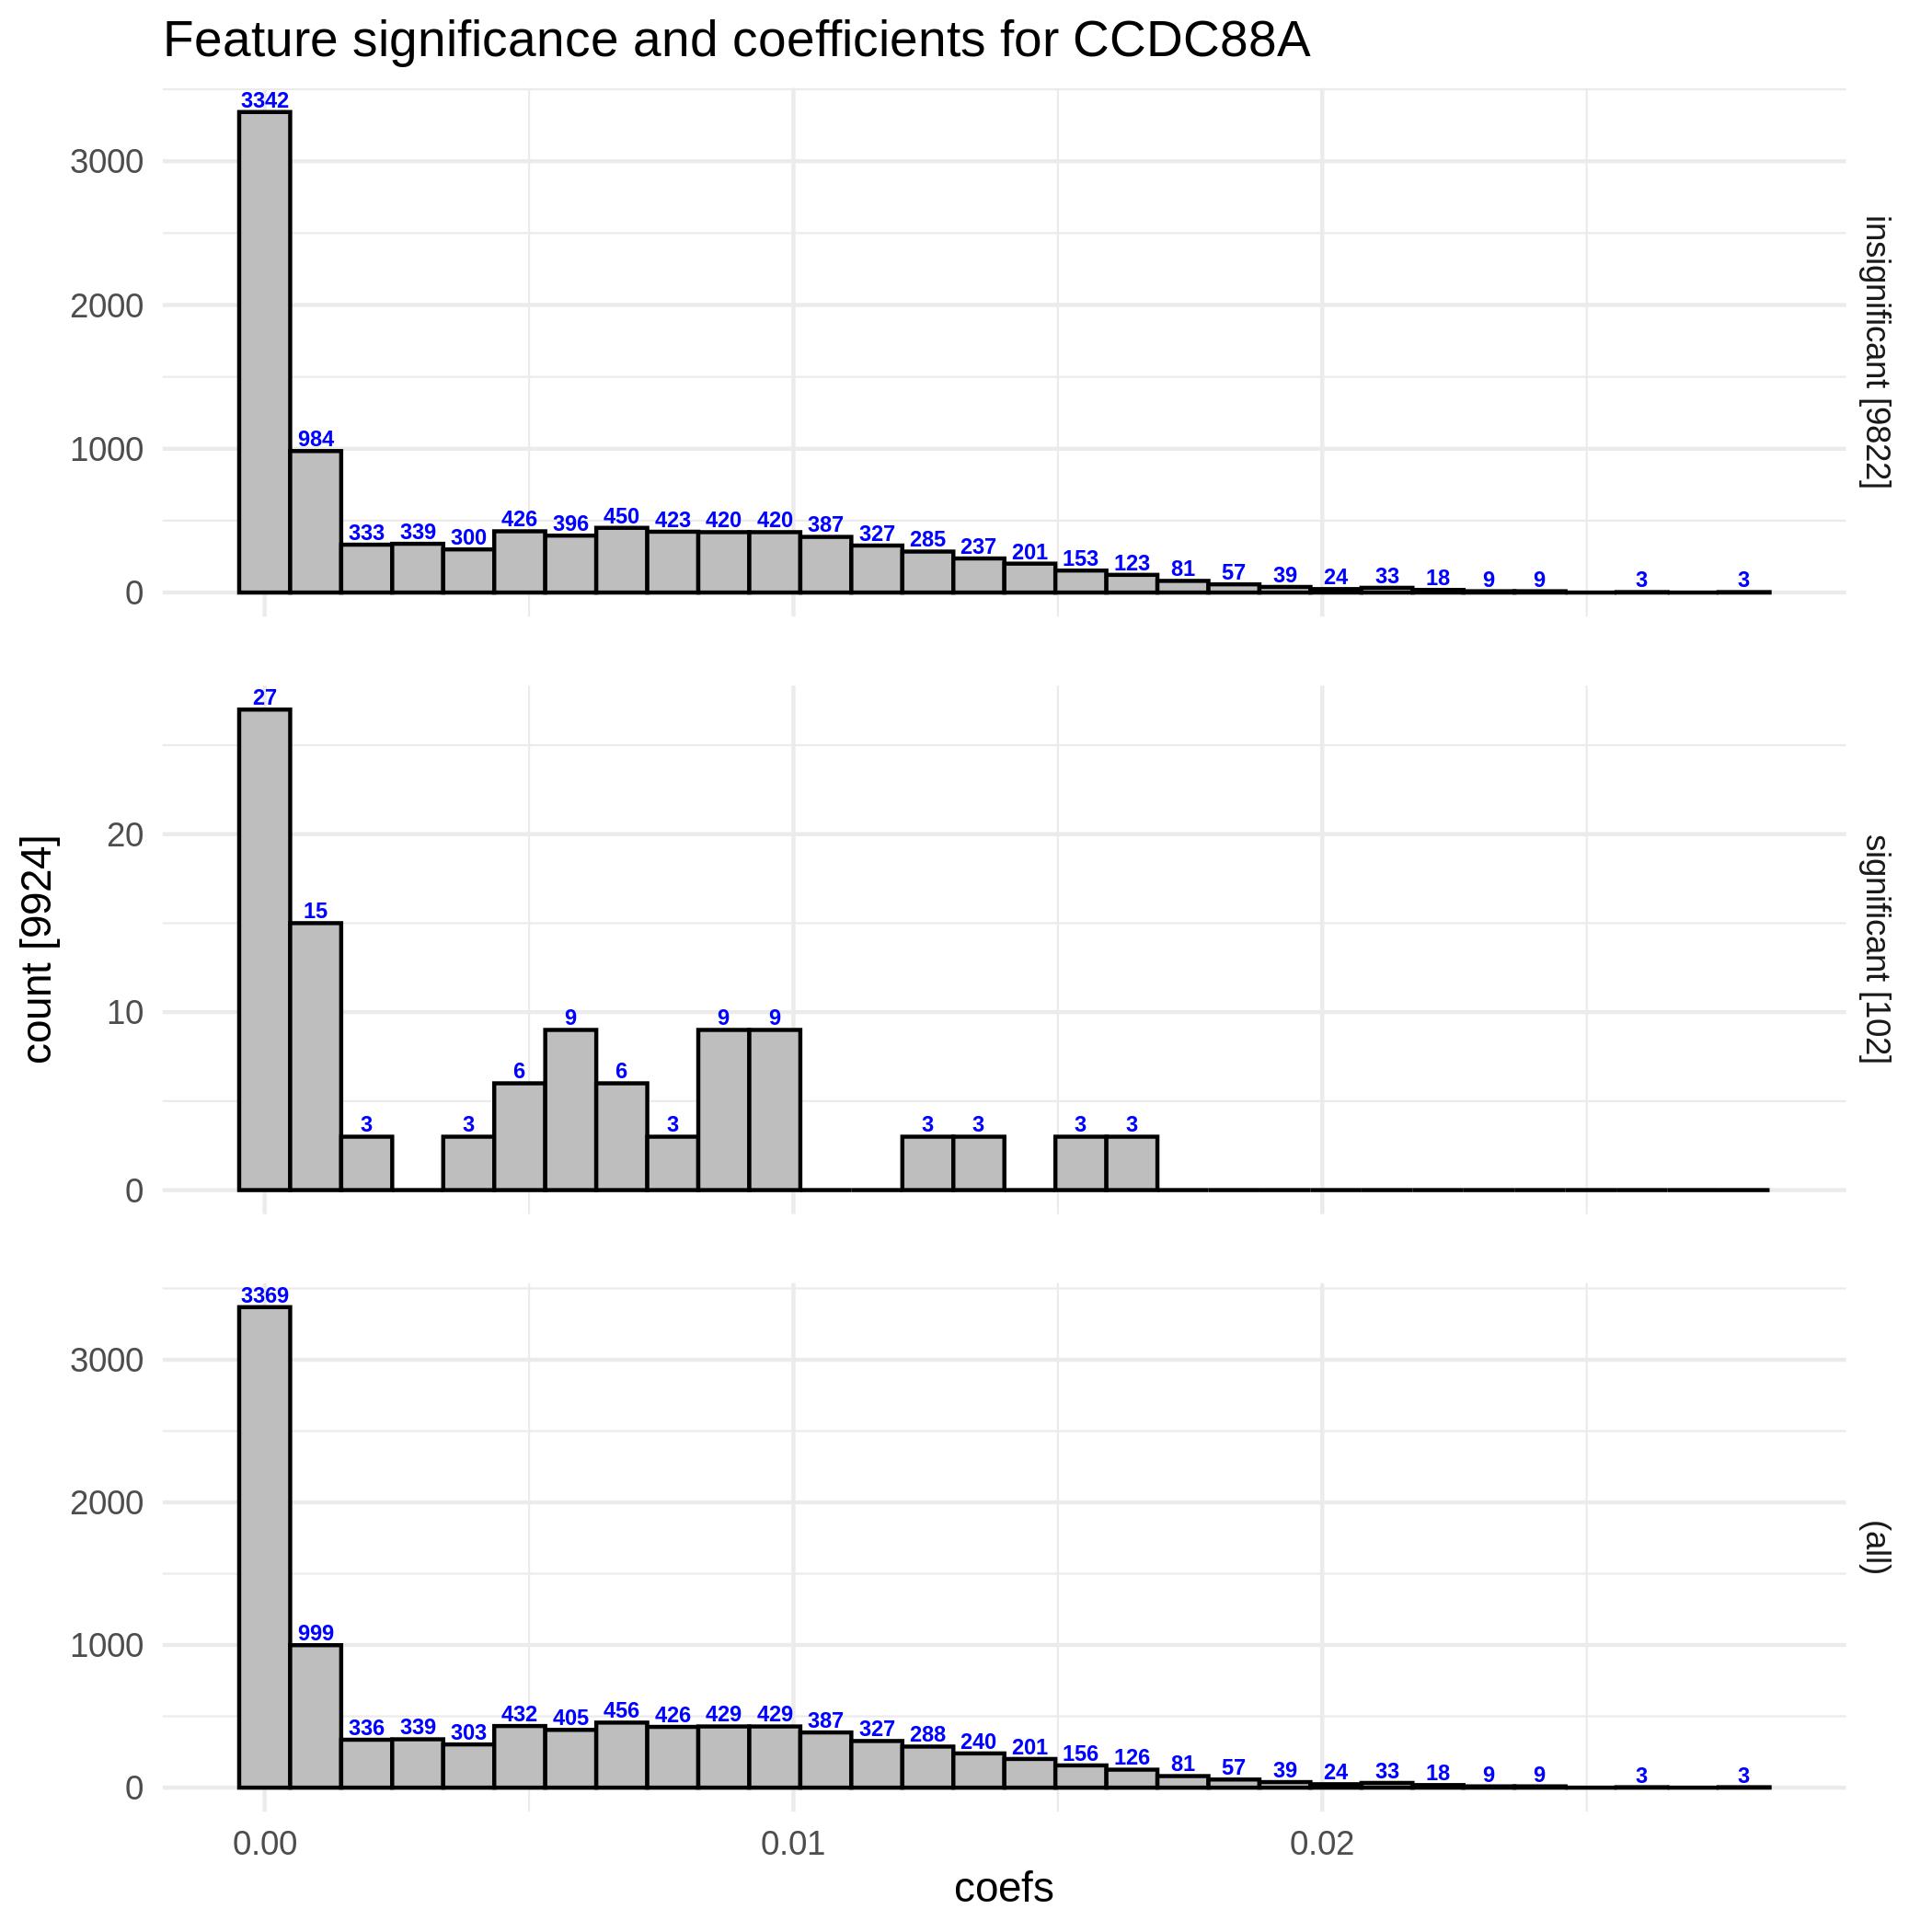 Feature significance and coefficients for CCDC88A
3342
3000
2000
1000
984
333 339 300 426 396 450 423 420 420 387 327 285 237 201 153 123 81 57 39 24 33 18 9 9 3 3
0
insignificant [9822]
27
20
15
10
9 9 9
6 6
3 3 3 3 3 3 3
0
significant [102]
count [9924]
3369
3000
2000
1000
999
336 339 303 432 405 456 426 429 429 387 327 288 240 201 156 126 81 57 39 24 33 18 9 9 3 3
0
(all)
0.00 0.01 0.02
coefs